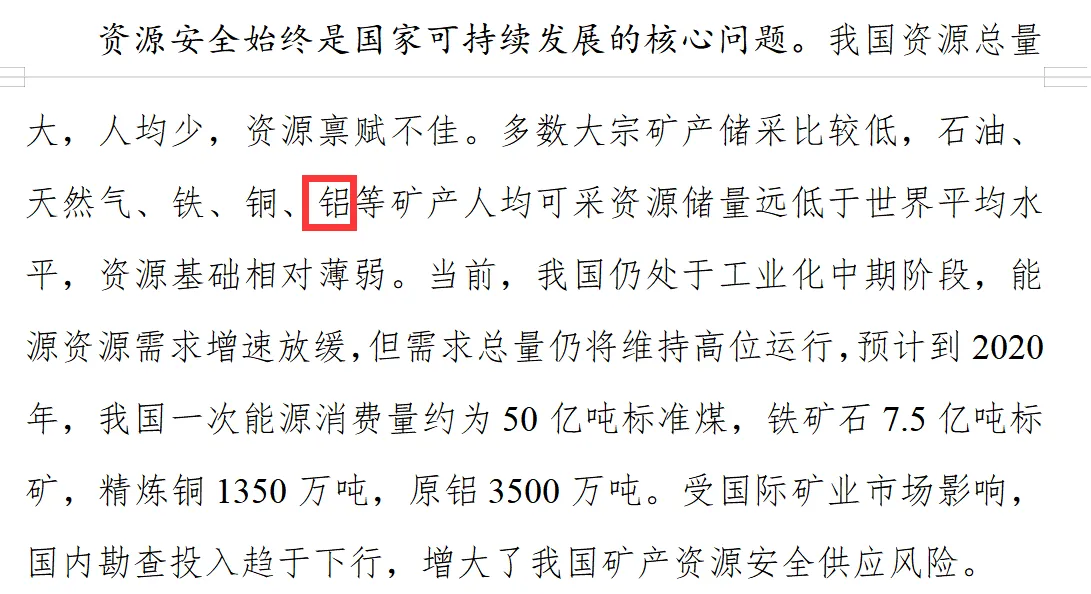 资源安全始终是国家可持续发展的核心问题。我国资源总量
大，人均少，资源禀赋不佳。多数大宗矿产储采比较低，石油、
天然气、铁、铜、铝等矿产人均可采资源储量远低于世界平均水
平，资源基础相对薄弱。当前，我国仍处于工业化中期阶段，能
源资源需求增速放缓，但需求总量仍将维持高位运行，预计到 2020
年，我国一次能源消费量约为 50 亿吨标准煤，铁矿石 7.5 亿吨标
矿，精炼铜 1350 万吨，原铝 3500 万吨。受国际矿业市场影响，
国内勘查投入趋于下行，增大了我国矿产资源安全供应风险。